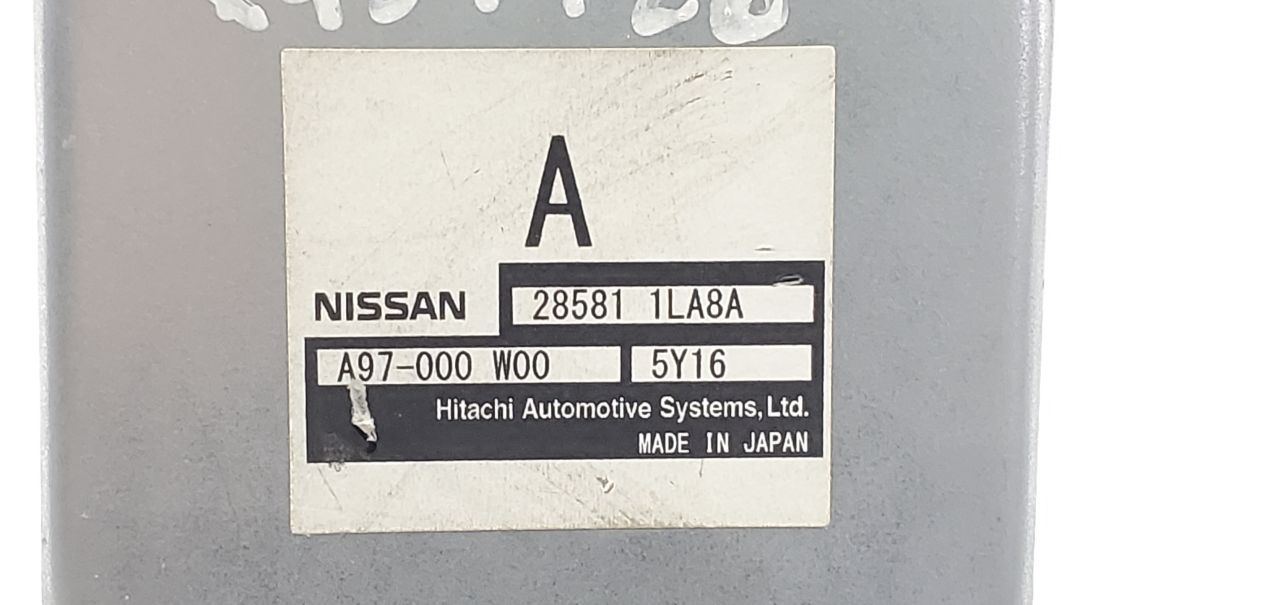 A
NISSAN 28581 1LA8A
A97-000 W00 5Y16
Hitachi Automotive Systems, Ltd.
MADE IN JAPAN